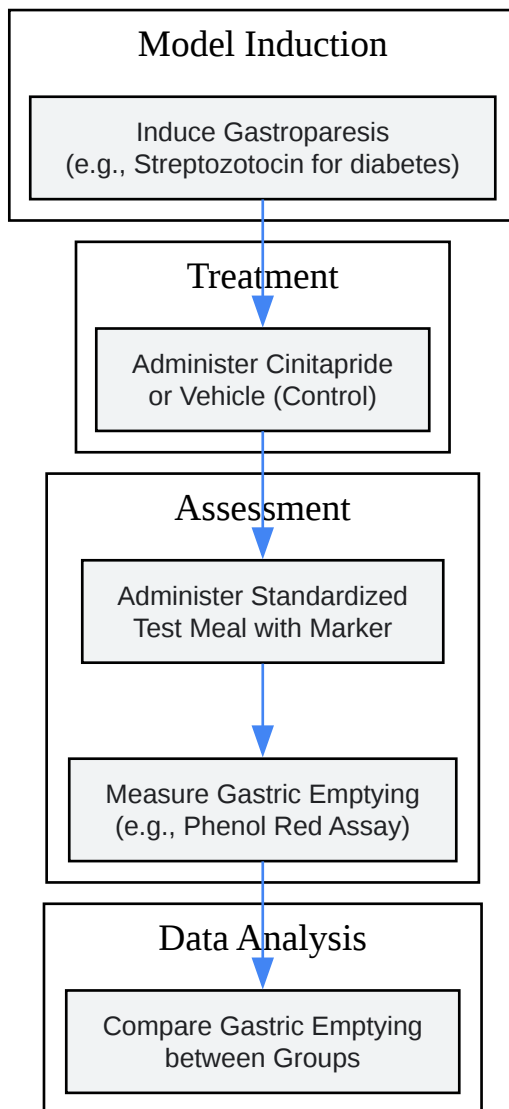 Model Induction
Induce Gastroparesis
(e.g., Streptozotocin for diabetes)
Treatment
Administer Cinitapride
or Vehicle (Control)
Assessment
Administer Standardized
Test Meal with Marker
Measure Gastric Emptying
(e.g., Phenol Red Assay)
Data Analysis
Compare Gastric Emptying
between Groups